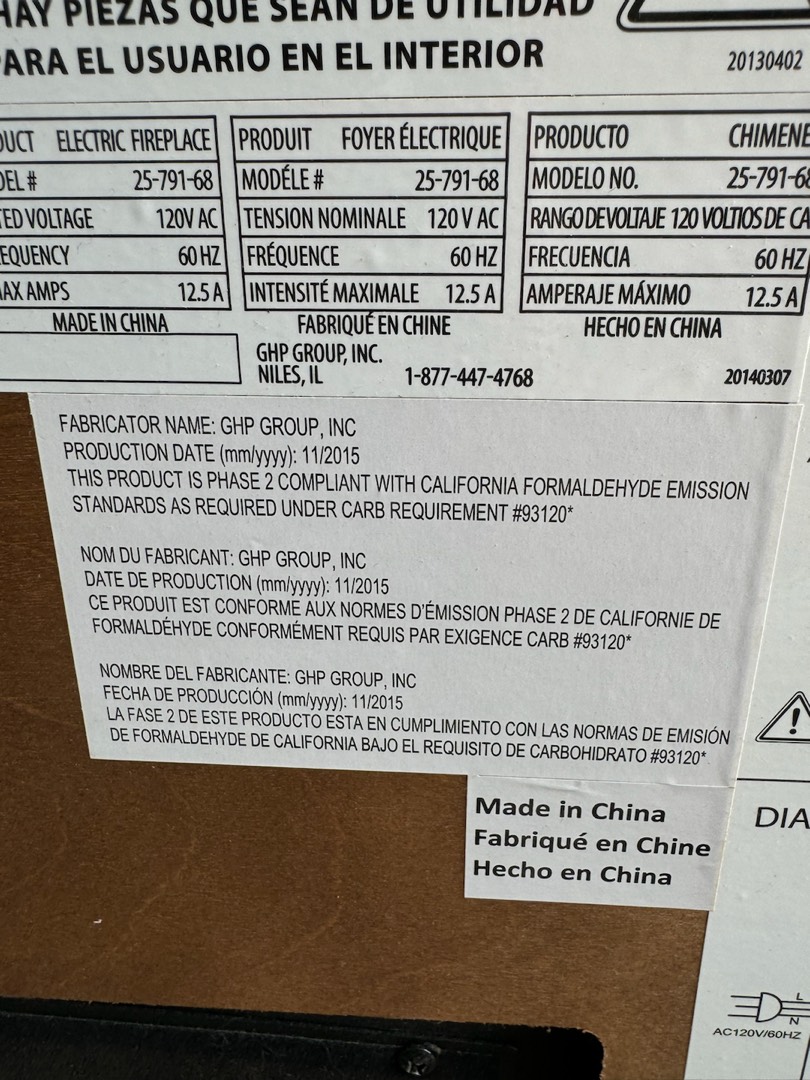 HAY PIEZAS QUE SEAN DE UTILIDAD
PARA EL USUARIO EN EL INTERIOR
20130402
ELECTRIC FIREPLACE
25-791-68
VOLTAGE 120V AC
60 HZ
AMPS 12.5 A
MADE IN CHINA
PRODUIT FOYER ÉLECTRIQUE
MODÉLE # 25-791-68
TENSION NOMINALE 120 V AC
FRÉQUENCE 60 HZ
INTENSITÉ MAXIMALE 12.5 A
FABRIQUÉ EN CHINE
PRODUCTO CHIMENE
MODELO NO. 25-791-68
RANGO DE VOLTAJE 120 VOLTIOS DE CA
FRECUENCIA 60 HZ
AMPERAJE MÁXIMO 12.5 A
HECHO EN CHINA
GHP GROUP, INC.
NILES, IL 1-877-447-4768
20140307
FABRICATOR NAME: GHP GROUP, INC
PRODUCTION DATE (mm/yyyy): 11/2015
THIS PRODUCT IS PHASE 2 COMPLIANT WITH CALIFORNIA FORMALDEHYDE EMISSION
STANDARDS AS REQUIRED UNDER CARB REQUIREMENT #93120*
NOM DU FABRICANT: GHP GROUP, INC
DATE DE PRODUCTION (mm/yyyy): 11/2015
CE PRODUIT EST CONFORME AUX NORMES D'ÉMISSION PHASE 2 DE CALIFORNIE DE
FORMALDÉHYDE CONFORMÉMENT REQUIS PAR EXIGENCE CARB #93120*
NOMBRE DEL FABRICANTE: GHP GROUP, INC
FECHA DE PRODUCCIÓN (mm/yyyy): 11/2015
LA FASE 2 DE ESTE PRODUCTO ESTA EN CUMPLIMIENTO CON LAS NORMAS DE EMISIÓN
DE FORMALDEHYDE DE CALIFORNIA BAJO EL REQUISITO DE CARBOHIDRATO #93120*
Made in China
Fabriqué en Chine
Hecho en China
DIA
L
N
AC120V/60HZ